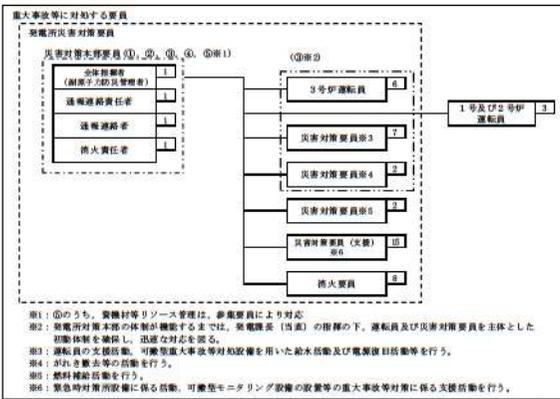 重大事故等に対処する要員
発電所災害対策要員
災害対策本部要員(①、②、③、④、⑤※1)
全体指揮者
(副原子力防災管理者)
1
通報連絡責任者
1
通報連絡者
1
消火責任者
1
(③※2)
3号炉運転員
6
災害対策要員※3
7
災害対策要員※4
2
災害対策要員※5
2
災害対策要員(支援)
※6
15
消火要員
8
1号及び2号炉
運転員
3
※1:⑤のうち、資機材等リソース管理は、参集要員により対応
※2:発電所対策本部の体制が機能するまでは、発電課長(当直)の指揮の下、運転員及び災害対策要員を主体とした
初動体制を確保し、迅速な対応を図る。
※3:運転員の支援活動、可搬型重大事故等対処設備を用いた給水活動及び電源復旧活動等を行う。
※4:がれき撤去等の活動を行う。
※5:燃料補給活動を行う。
※6:緊急時対策所設備に係る活動、可搬型モニタリング設備の設置等の重大事故等対策に係る支援活動を行う。